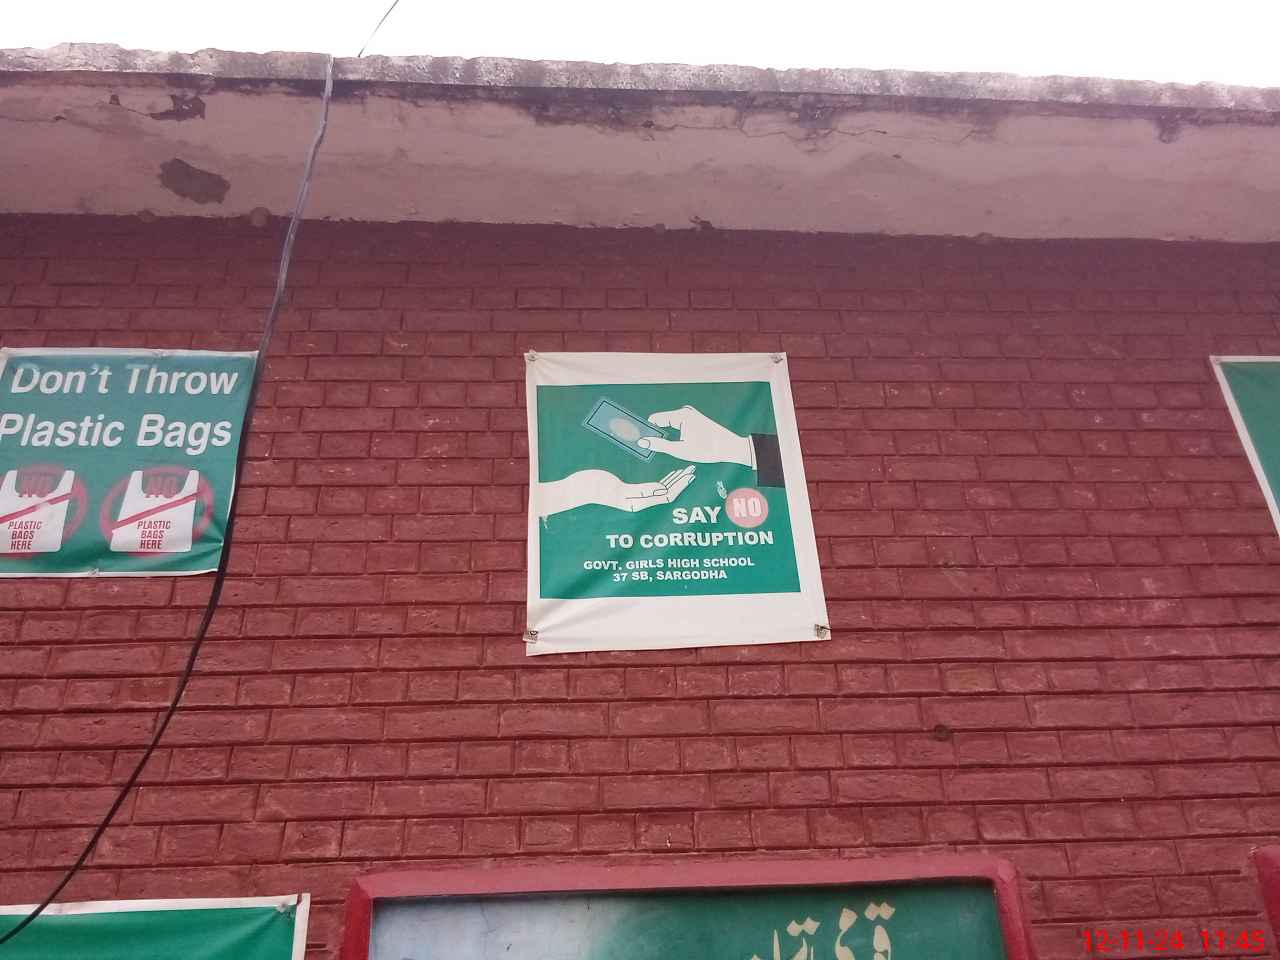 Don't Throw
Plastic Bags
NO
PLASTIC
BAGS
HERE
NO
PLASTIC
BAGS
HERE
SAY NO
TO CORRUPTION
GOVT. GIRLS HIGH SCHOOL
37 SB, SARGODHA
قومی
12-11-24 11:45